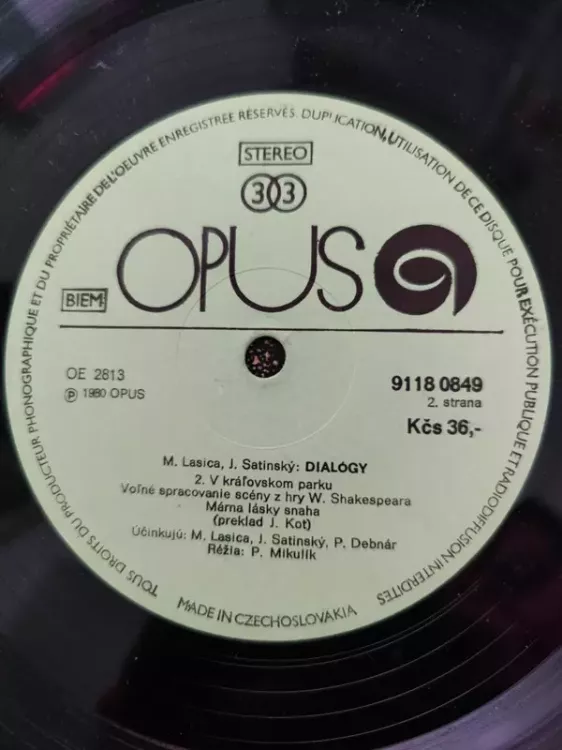 TOUS DROITS DU PRODUCTEUR PHONOGRAPHIQUE ET DU PROPRIÉTAIRE DE L'OEUVRE ENREGISTREE RÉSERVÉS. DUPLICATION, UTILISATION DE CE DISQUE POUR EXÉCUTION PUBLIQUE ET RADIODIFFUSION INTERDITES
STEREO
33
OPUS
BIEM
OE 2813
Ⓟ 1980 OPUS
9118 0849
2. strana
Kčs 36,-
M. Lasica, J. Satinský: DIALÓGY
2. V kráľovskom parku
Voľné spracovanie scény z hry W. Shakespeara
Márna lásky snaha
(preklad J. Kot)
Účinkujú: M. Lasica, J. Satinský, P. Debnár
Réžia: P. Mikulík
MADE IN CZECHOSLOVAKIA